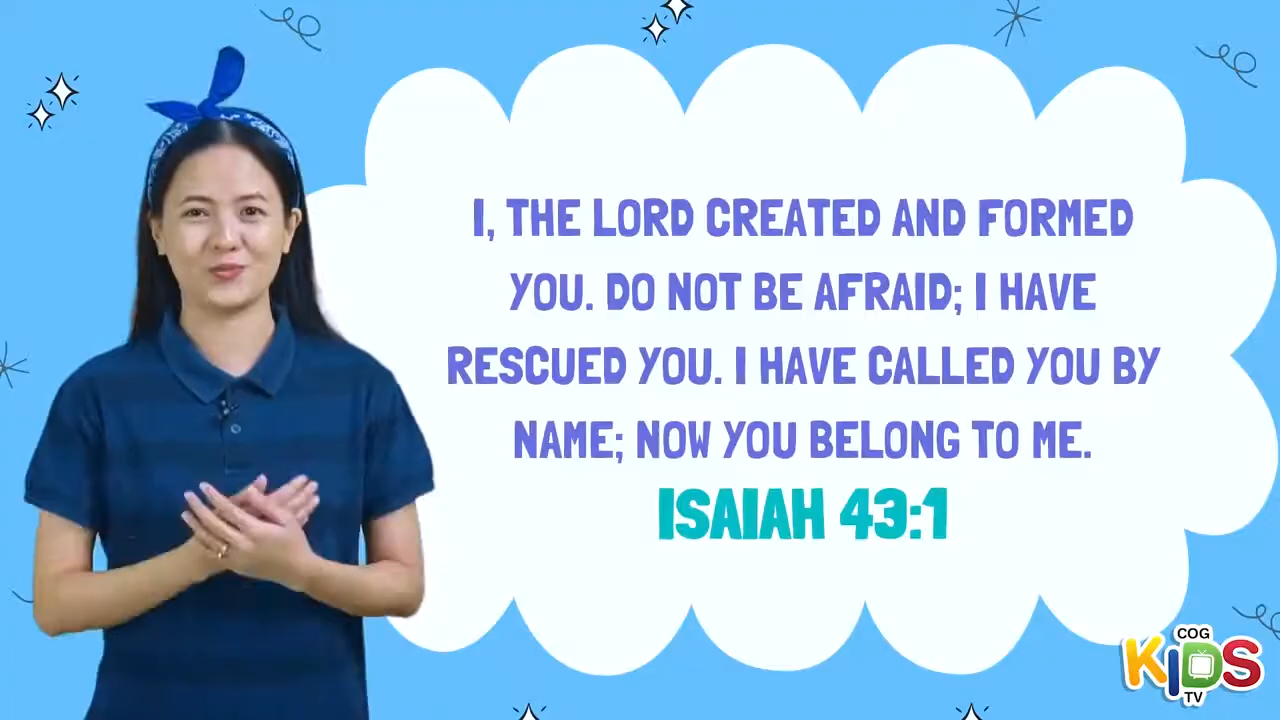 I, THE LORD CREATED AND FORMED
YOU. DO NOT BE AFRAID; I HAVE
RESCUED YOU. I HAVE CALLED YOU BY
NAME; NOW YOU BELONG TO ME.
ISAIAH 43:1
COG
KIDS
TV